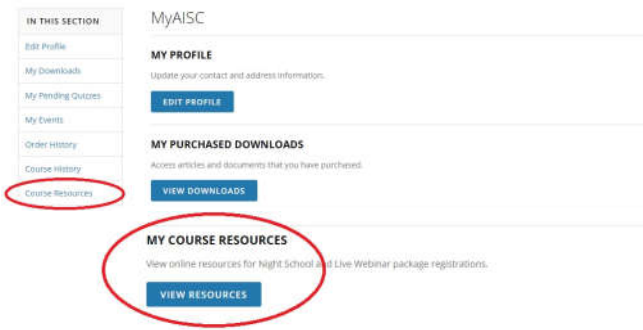 IN THIS SECTION
Edit Profile
My Downloads
My Pending Quizzes
My Events
Order History
Course History
Course Resources
MyAISC
MY PROFILE
Update your contact and address information.
EDIT PROFILE
MY PURCHASED DOWNLOADS
Access articles and documents that you have purchased.
VIEW DOWNLOADS
MY COURSE RESOURCES
View online resources for Night School and Live Webinar package registrations.
VIEW RESOURCES